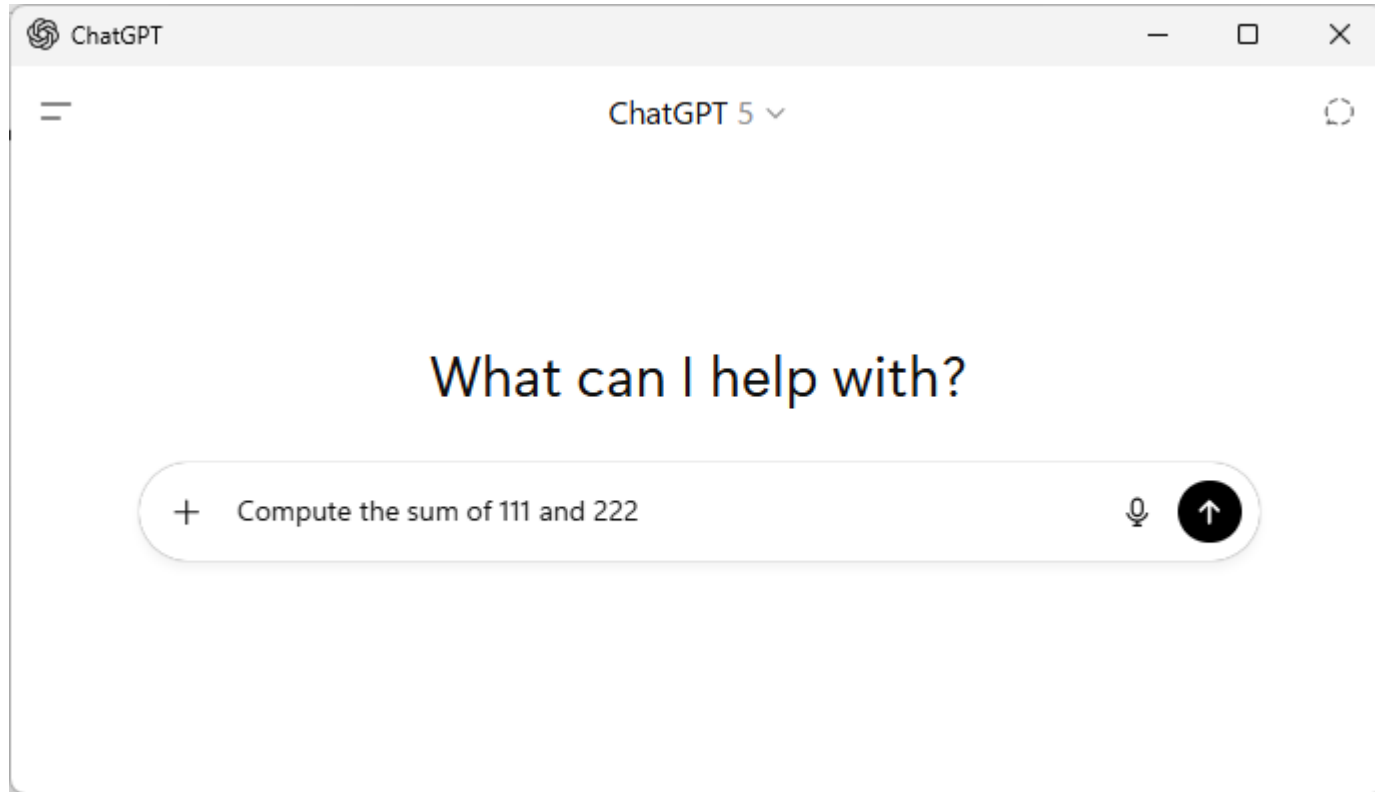 ChatGPT
ChatGPT 5
What can I help with?
Compute the sum of 111 and 222